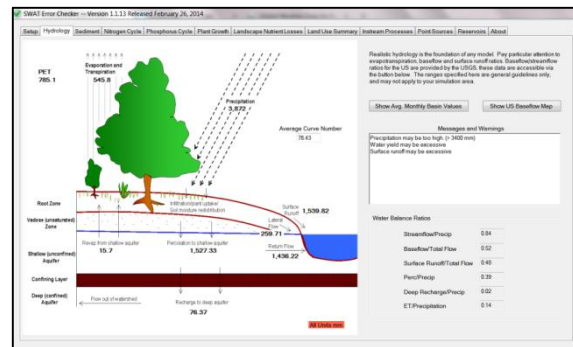 SWAT Error Checker -- Version 1.1.13 Released February 26, 2014
Setup Hydrology Sediment Nitrogen Cycle Phosphorus Cycle Plant Growth Landscape Nutrient Losses Land Use Summary Instream Processes Point Sources Reservoirs About
PET
785.1
Evaporation and
Transpiration
545.8
Precipitation
3,872
Average Curve Number
78.43
Root Zone
Infiltration/plant uptake/
Soil moisture redistribution
Surface
Runoff
1,539.82
Vadose (unsaturated)
Zone
Lateral
Flow
259.71
Revap from shallow aquifer
15.7
Percolation to shallow aquifer
1,527.33
Return Flow
1,436.22
Shallow (unconfined)
Aquifer
Confining Layer
Deep (confined)
Aquifer
Flow out of watershed
Recharge to deep aquifer
76.37
All Units mm
Realistic hydrology is the foundation of any model. Pay particular attention to
evapotranspiration, baseflow and surface runoff ratios. Baseflow/streamflow
ratios for the US are provided by the USGS, these data are accessible via
the button below. The ranges specified here are general guidelines only,
and may not apply to your simulation area.
Show Avg. Monthly Basin Values
Show US Baseflow Map
Messages and Warnings
Precipitation may be too high. (> 3400 mm)
Water yield may be excessive
Surface runoff may be excessive
Water Balance Ratios
Streamflow/Precip 0.84
Baseflow/Total Flow 0.52
Surface Runoff/Total Flow 0.48
Perc/Precip 0.39
Deep Recharge/Precip 0.02
ET/Precipitation 0.14